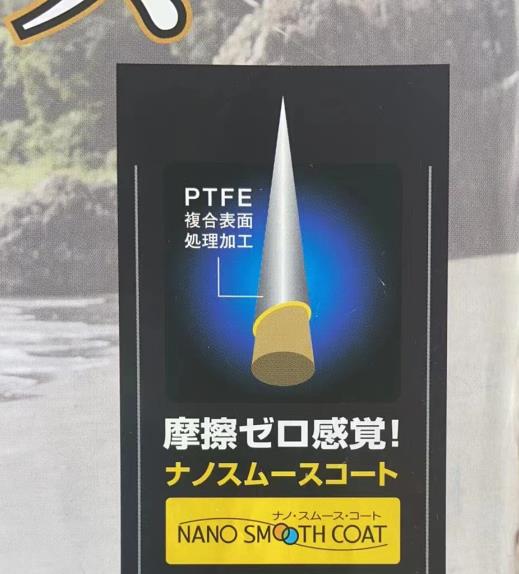 PTFE
複合表面
処理加工
摩擦ゼロ感覚!
ナノスムースコート
ナノ・スムース・コート
NANO SMOOTH COAT